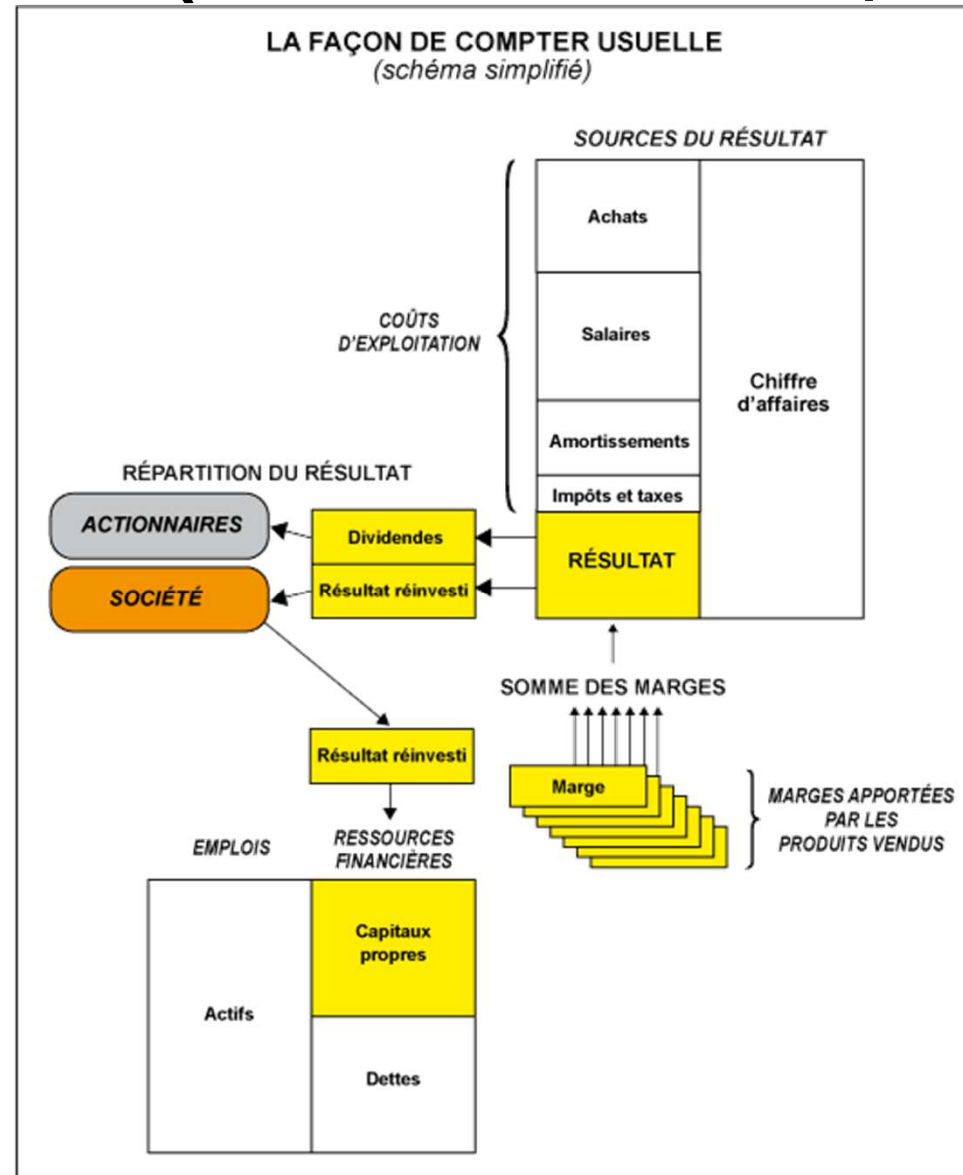 LA FAÇON DE COMPTER USUELLE
(schéma simplifié)
SOURCES DU RÉSULTAT
Achats
COÛTS
D'EXPLOITATION
Salaires
Chiffre
d'affaires
Amortissements
Impôts et taxes
RÉPARTITION DU RÉSULTAT
ACTIONNAIRES
Dividendes
RÉSULTAT
SOCIÉTÉ
Résultat réinvesti
SOMME DES MARGES
Résultat réinvesti
Marge
MARGES APPORTÉES
PAR LES
PRODUITS VENDUS
EMPLOIS
RESSOURCES
FINANCIÈRES
Capitaux
propres
Actifs
Dettes